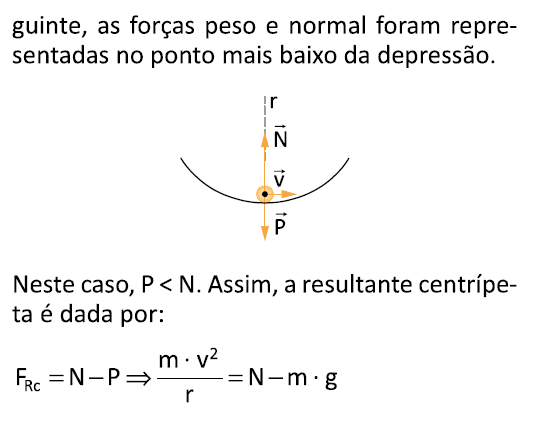 guinte, as forças peso e normal foram repre-
sentadas no ponto mais baixo da depressão.
r
N⃗
v⃗
P⃗
Neste caso, P < N. Assim, a resultante centrípe-
ta é dada por:
F_Rc = N – P ⇒ m · v² / r = N – m · g